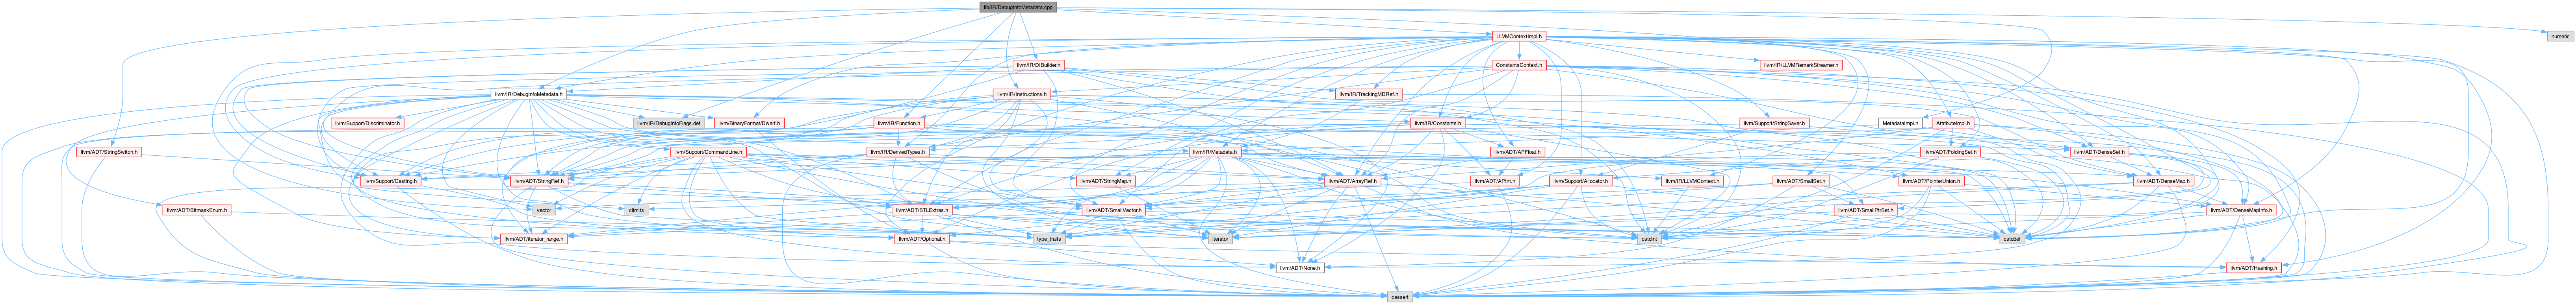 lib/IR/DebugInfoMetadata.cpp
LLVMContextImpl.h
numeric
llvm/IR/DIBuilder.h
ConstantsContext.h
llvm/IR/LLVMRemarkStreamer.h
llvm/IR/DebugInfoMetadata.h
llvm/IR/Instructions.h
llvm/IR/TrackingMDRef.h
llvm/Support/Discriminator.h
llvm/IR/DebugInfoFlags.def
llvm/BinaryFormat/Dwarf.h
llvm/IR/Function.h
llvm/IR/Constants.h
llvm/Support/StringSaver.h
MetadataImpl.h
AttributeImpl.h
llvm/ADT/StringSwitch.h
llvm/Support/CommandLine.h
llvm/IR/DerivedTypes.h
llvm/IR/Metadata.h
llvm/ADT/APFloat.h
llvm/ADT/FoldingSet.h
llvm/ADT/DenseSet.h
llvm/Support/Casting.h
llvm/ADT/StringRef.h
llvm/ADT/StringMap.h
llvm/ADT/ArrayRef.h
llvm/ADT/APInt.h
llvm/Support/Allocator.h
llvm/IR/LLVMContext.h
llvm/ADT/SmallSet.h
llvm/ADT/PointerUnion.h
llvm/ADT/DenseMap.h
llvm/ADT/BitmaskEnum.h
vector
climits
llvm/ADT/STLExtras.h
llvm/ADT/SmallVector.h
llvm/ADT/SmallPtrSet.h
llvm/ADT/DenseMapInfo.h
llvm/ADT/iterator_range.h
llvm/ADT/Optional.h
type_traits
iterator
cstdint
cstddef
llvm/ADT/None.h
llvm/ADT/Hashing.h
cassert